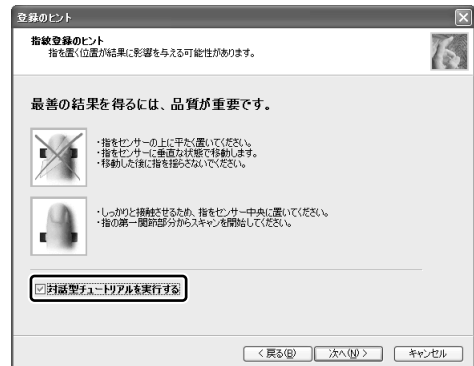 登録のヒント
指紋登録のヒント
指を置く位置が結果に影響を与える可能性があります。
最善の結果を得るには、品質が重要です。
・指をセンサーの上に平たく置いてください。
・指をセンサーに垂直な状態で移動します。
・移動した後に指を揺らさないでください。
・しっかりと接触させるため、指をセンサー中央に置いてください。
・指の第一関節部分からスキャンを開始してください。
対話型チュートリアルを実行する
< 戻る(B) 次へ(N) > キャンセル